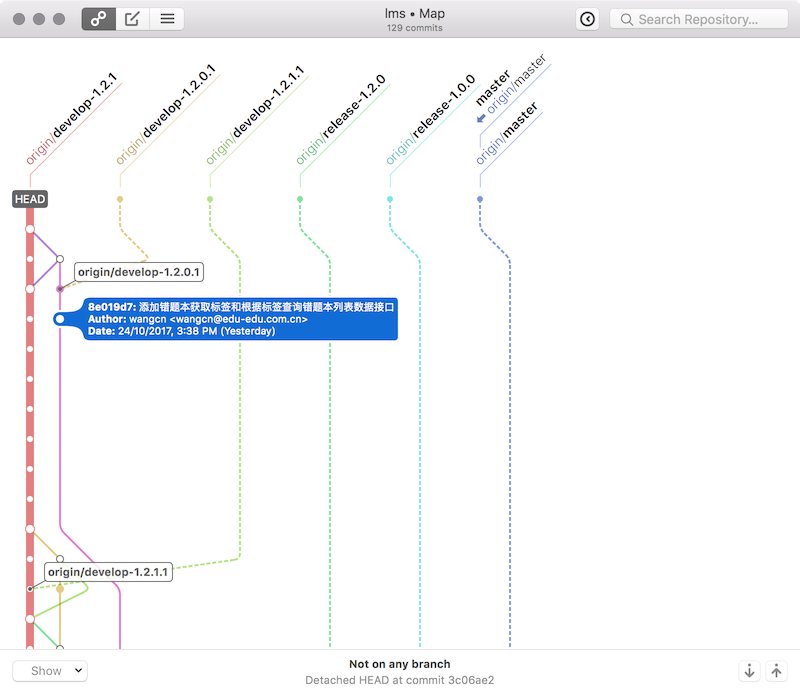 lms • Map
129 commits
Search Repository...
origin/develop-1.2.1
origin/develop-1.2.0.1
origin/develop-1.2.1.1
origin/release-1.2.0
origin/release-1.0.0
master
origin/master
origin/master
HEAD
origin/develop-1.2.0.1
8e019d7: 添加错题本获取标签和根据标签查询错题本列表数据接口
Author: wangcn <wangcn@edu-edu.com.cn>
Date: 24/10/2017, 3:38 PM (Yesterday)
origin/develop-1.2.1.1
Show
Not on any branch
Detached HEAD at commit 3c06ae2